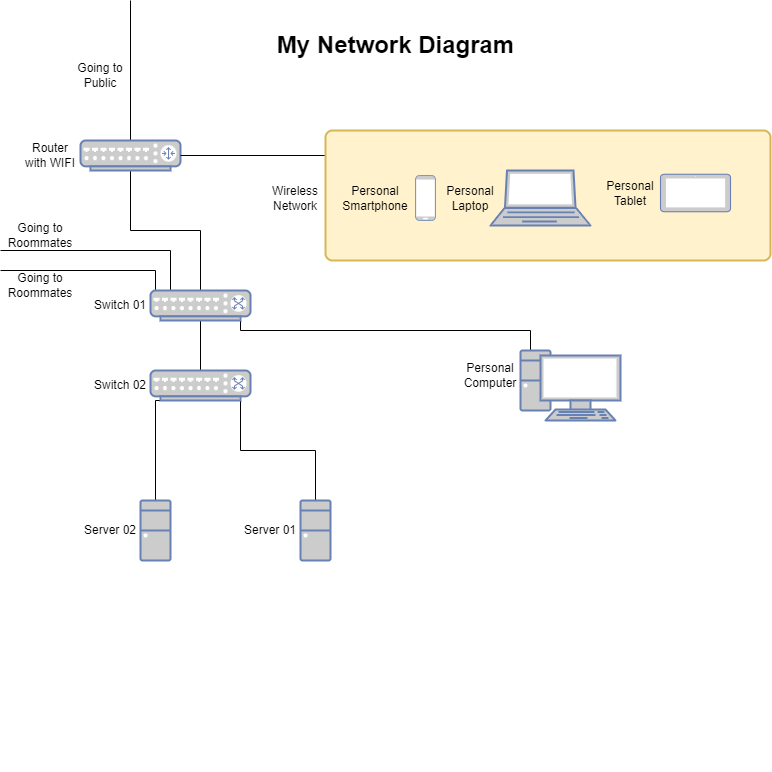 My Network Diagram
Going to
Public
Router
with WIFI
Wireless
Network
Personal
Smartphone
Personal
Laptop
Personal
Tablet
Going to
Roommates
Going to
Roommates
Switch 01
Personal
Computer
Switch 02
Server 02
Server 01